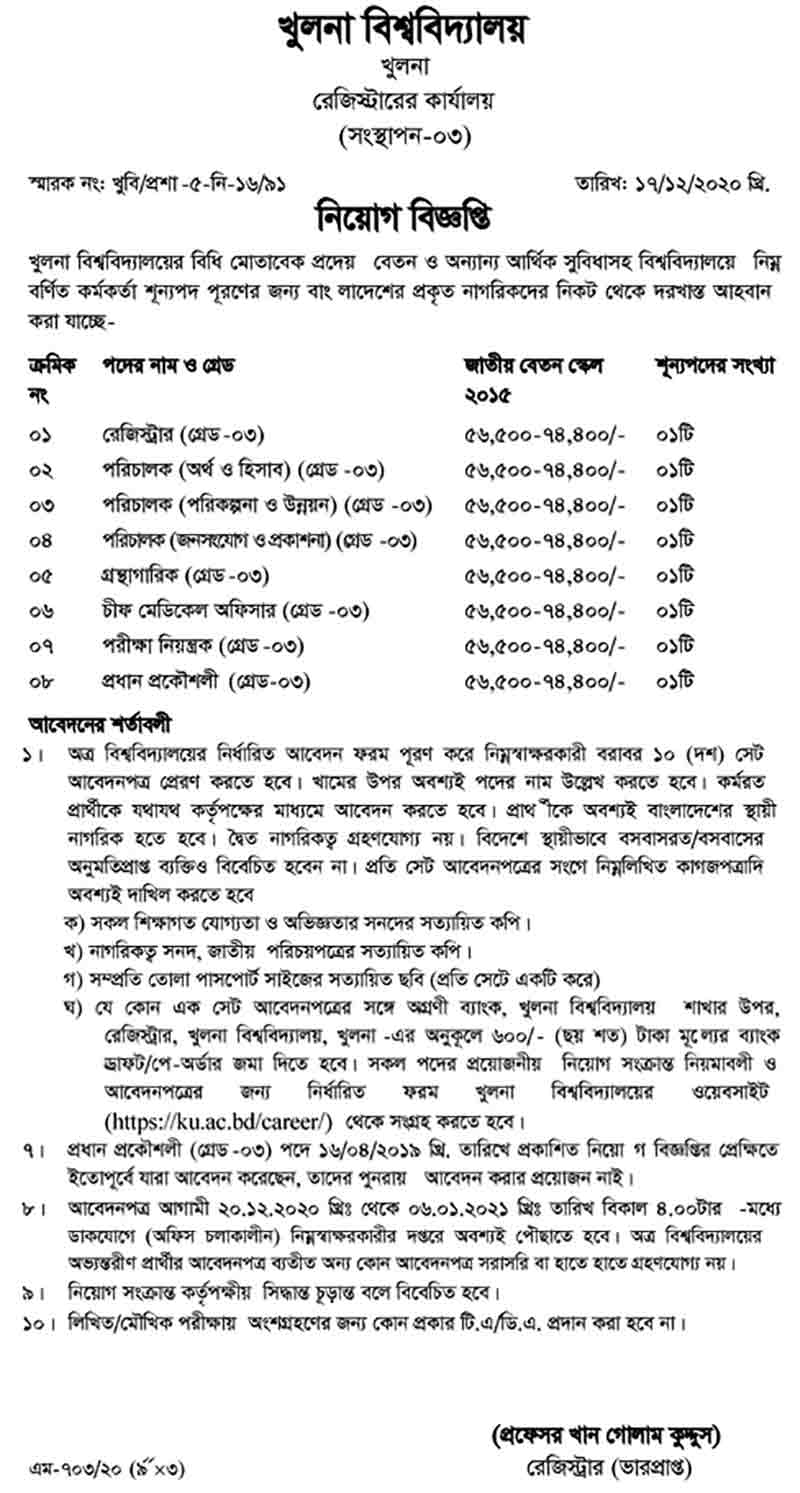 খুলনা বিশ্ববিদ্যালয়
খুলনা
রেজিস্ট্রারের কার্যালয়
(সংস্থাপন-০৩)
স্মারক নং: খুবি/প্রশা -৫-নি-১৬/৯১ তারিখ: ১৭/১২/২০২০ খ্রি.
নিয়োগ বিজ্ঞপ্তি
খুলনা বিশ্ববিদ্যালয়ের বিধি মোতাবেক প্রদেয় বেতন ও অন্যান্য আর্থিক সুবিধাসহ বিশ্ববিদ্যালয়ে নিম্ন
বর্ণিত কর্মকর্তা শূন্যপদ পূরণের জন্য বাং লাদেশের প্রকৃত নাগরিকদের নিকট থেকে দরখাস্ত আহবান
করা যাচ্ছে-
ক্রমিক পদের নাম ও গ্রেড জাতীয় বেতন স্কেল শূন্যপদের সংখ্যা
নং ২০১৫
০১ রেজিস্ট্রার (গ্রেড -০৩) ৫৬,৫০০-৭৪,৪০০/- ০১টি
০২ পরিচালক (অর্থ ও হিসাব) (গ্রেড -০৩) ৫৬,৫০০-৭৪,৪০০/- ০১টি
০৩ পরিচালক (পরিকল্পনা ও উন্নয়ন) (গ্রেড -০৩) ৫৬,৫০০-৭৪,৪০০/- ০১টি
০৪ পরিচালক (জনসংযোগ ও প্রকাশনা) (গ্রেড -০৩) ৫৬,৫০০-৭৪,৪০০/- ০১টি
০৫ গ্রন্থাগারিক (গ্রেড -০৩) ৫৬,৫০০-৭৪,৪০০/- ০১টি
০৬ চীফ মেডিকেল অফিসার (গ্রেড -০৩) ৫৬,৫০০-৭৪,৪০০/- ০১টি
০৭ পরীক্ষা নিয়ন্ত্রক (গ্রেড -০৩) ৫৬,৫০০-৭৪,৪০০/- ০১টি
০৮ প্রধান প্রকৌশলী (গ্রেড-০৩) ৫৬,৫০০-৭৪,৪০০/- ০১টি
আবেদনের শর্তাবলী
১। অত্র বিশ্ববিদ্যালয়ের নির্ধারিত আবেদন ফরম পূরণ করে নিম্নস্বাক্ষরকারী বরাবর ১০ (দশ) সেট
আবেদনপত্র প্রেরণ করতে হবে। খামের উপর অবশ্যই পদের নাম উল্লেখ করতে হবে। কর্মরত
প্রার্থীকে যথাযথ কর্তৃপক্ষের মাধ্যমে আবেদন করতে হবে। প্রার্থীকে অবশ্যই বাংলাদেশের স্থায়ী
নাগরিক হতে হবে। দ্বৈত নাগরিকত্ব গ্রহণযোগ্য নয়। বিদেশে স্থায়ীভাবে বসবাসরত/বসবাসের
অনুমতিপ্রাপ্ত ব্যক্তিও বিবেচিত হবেন না। প্রতি সেট আবেদনপত্রের সংগে নিম্নলিখিত কাগজপত্রাদি
অবশ্যই দাখিল করতে হবে
ক) সকল শিক্ষাগত যোগ্যতা ও অভিজ্ঞতার সনদের সত্যায়িত কপি।
খ) নাগরিকত্ব সনদ, জাতীয় পরিচয়পত্রের সত্যায়িত কপি।
গ) সম্প্রতি তোলা পাসপোর্ট সাইজের সত্যায়িত ছবি (প্রতি সেটে একটি করে)
ঘ) যে কোন এক সেট আবেদনপত্রের সঙ্গে অগ্রণী ব্যাংক, খুলনা বিশ্ববিদ্যালয় শাখার উপর,
রেজিস্ট্রার, খুলনা বিশ্ববিদ্যালয়, খুলনা -এর অনুকূলে ৬০০/- (ছয় শত) টাকা মূল্যের ব্যাংক
ড্রাফট/পে-অর্ডার জমা দিতে হবে। সকল পদের প্রয়োজনীয় নিয়োগ সংক্রান্ত নিয়মাবলী ও
আবেদনপত্রের জন্য নির্ধারিত ফরম খুলনা বিশ্ববিদ্যালয়ের ওয়েবসাইট
(https://ku.ac.bd/career/) থেকে সংগ্রহ করতে হবে।
৭। প্রধান প্রকৌশলী (গ্রেড -০৩) পদে ১৬/০৪/২০১৯ খ্রি. তারিখে প্রকাশিত নিয়ো গ বিজ্ঞপ্তির প্রেক্ষিতে
ইতোপূর্বে যারা আবেদন করেছেন, তাদের পুনরায় আবেদন করার প্রয়োজন নাই।
৮। আবেদনপত্র আগামী ২০.১২.২০২০ খ্রিঃ থেকে ০৬.০১.২০২১ খ্রিঃ তারিখ বিকাল ৪.০০টার -মধ্যে
ডাকযোগে (অফিস চলাকালীন) নিম্নস্বাক্ষরকারীর দপ্তরে অবশ্যই পৌছাতে হবে। অত্র বিশ্ববিদ্যালয়ের
অভ্যন্তরীণ প্রার্থীর আবেদনপত্র ব্যতীত অন্য কোন আবেদনপত্র সরাসরি বা হাতে হাতে গ্রহণযোগ্য নয়।
৯। নিয়োগ সংক্রান্ত কর্তৃপক্ষীয় সিদ্ধান্ত চূড়ান্ত বলে বিবেচিত হবে।
১০। লিখিত/মৌখিক পরীক্ষায় অংশগ্রহণের জন্য কোন প্রকার টি.এ/ডি.এ. প্রদান করা হবে না।
(প্রফেসর খান গোলাম কুদ্দুস)
এম-৭০৩/২০ (৯˝×৩) রেজিস্ট্রার (ভারপ্রাপ্ত)